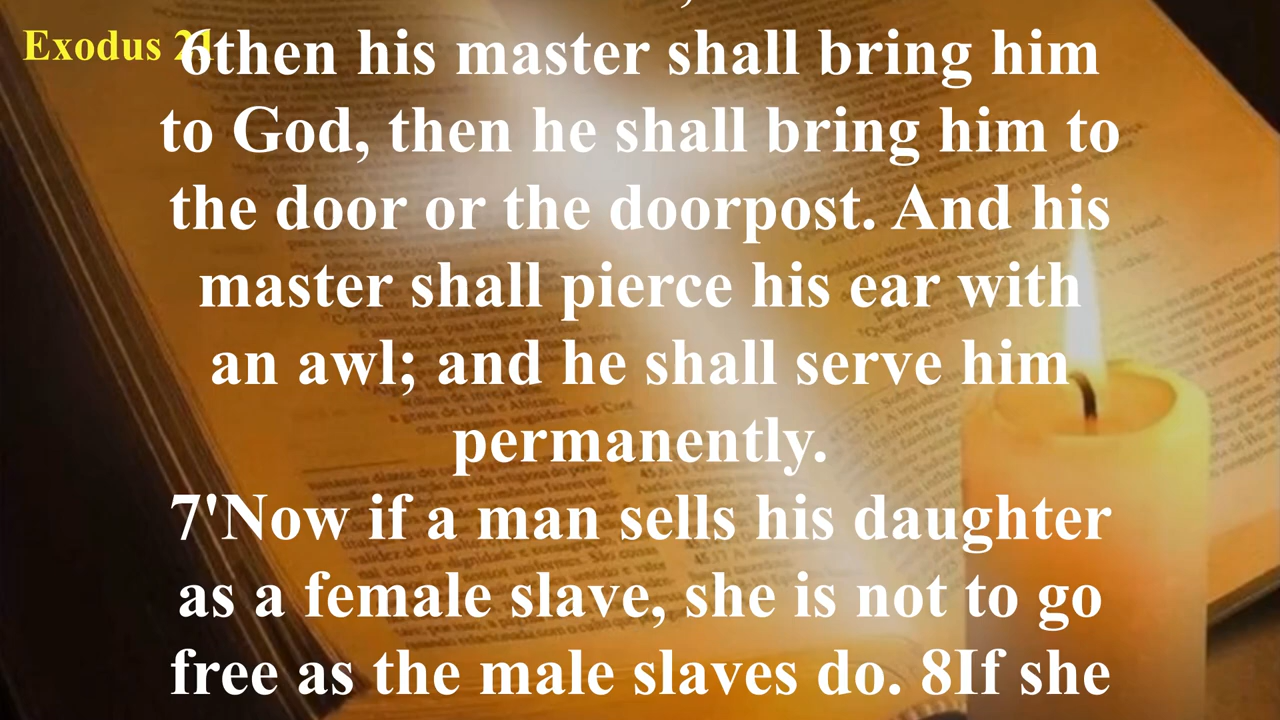 Exodus 21
6then his master shall bring him
to God, then he shall bring him to
the door or the doorpost. And his
master shall pierce his ear with
an awl; and he shall serve him
permanently.
7'Now if a man sells his daughter
as a female slave, she is not to go
free as the male slaves do. 8If she